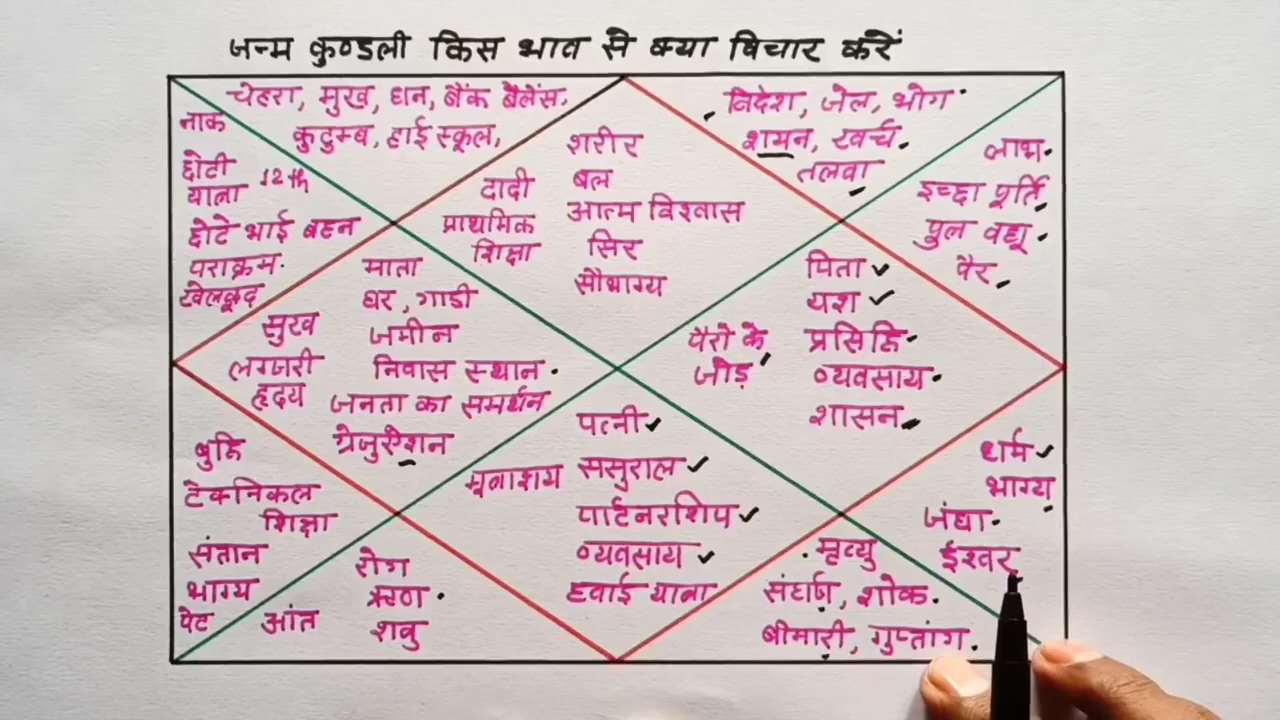 जन्म कुण्डली किस भाव से क्या विचार करें
चेहरा, मुख, धन, बैंक बैलेंस,
कुटुम्ब, हाई स्कूल,
नाक
छोटी
यात्रा 12th
छोटे भाई बहन
पराक्रम
खेलकूद
शरीर
बल
आत्म विश्वास
सिर
सौभाग्य
दादी
प्राथमिक
शिक्षा
विदेश, जेल, भोग
शयन, खर्च
तलवा
लाभ
इच्छा पूर्ति
पुत्र वधू
पैर
माता
घर, गाडी
जमीन
निवास स्थान
जनता का समर्थन
ग्रेजुऐशन
सुख
लग्जरी
हृदय
पिता
यश
प्रसिद्धि
व्यवसाय
शासन
पैरो के
जोड़
बुद्धि
टेकनिकल
शिक्षा
संतान
भाग्य
पेट आंत
रोग
ऋण
शत्रु
पत्नी
ससुराल
पार्टनरशिप
व्यवसाय
हवाई यात्रा
मूत्राशय
मृत्यु
संघर्ष, शोक
बीमारी, गुप्तांग
धर्म
भाग्य
जंघा
ईश्वर